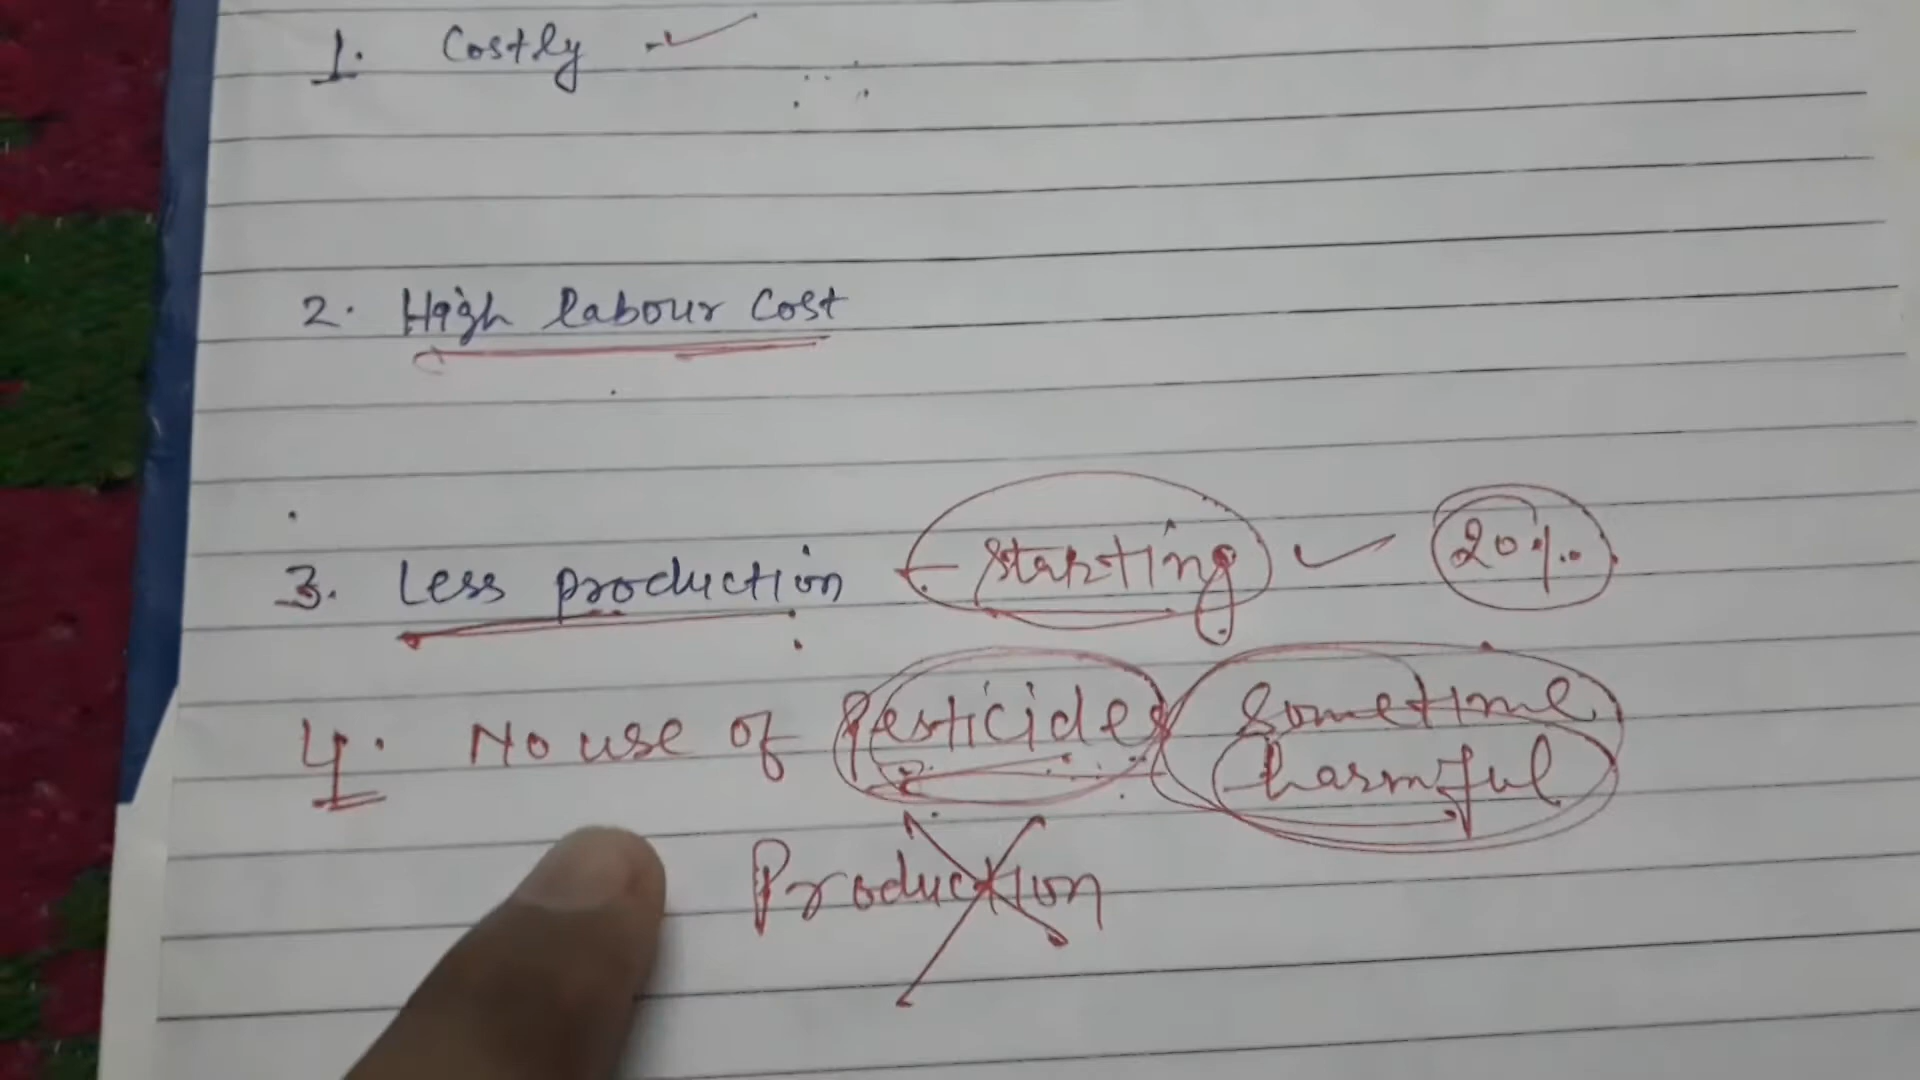 1. Costly
2. High labour cost
3. Less production ← starting 20%
4. No use of Pesticides sometime
harmful
Production